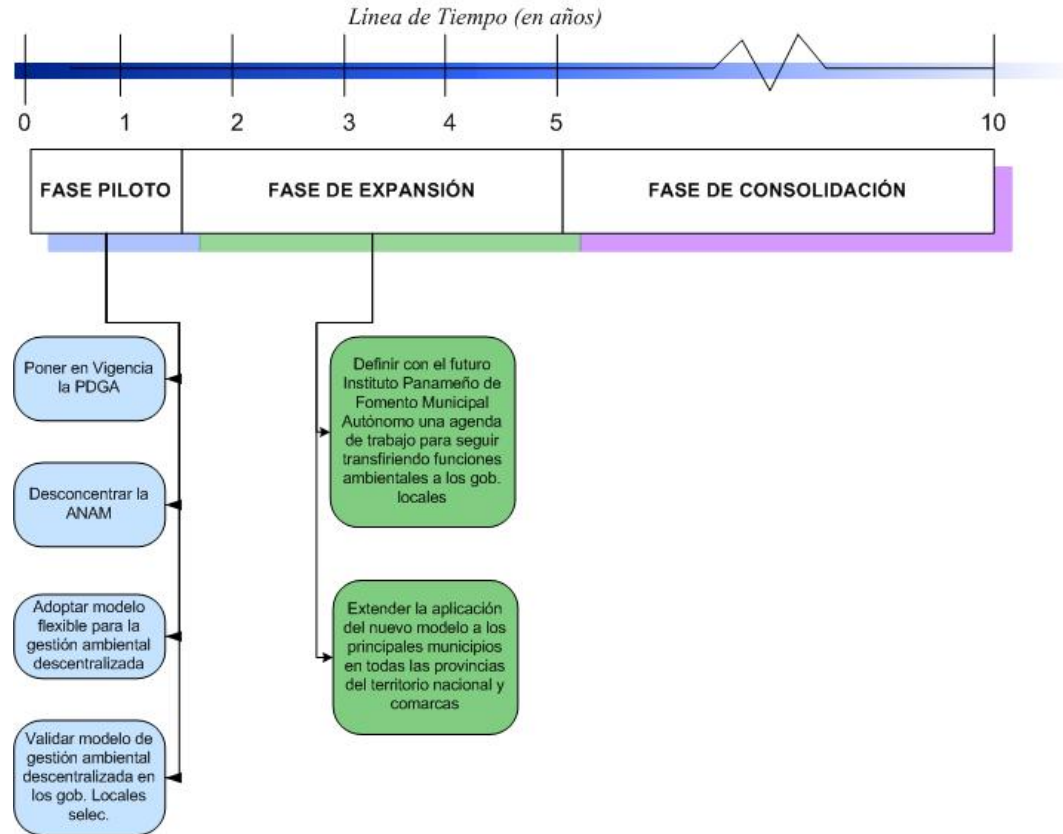 Línea de Tiempo (en años)
0 1 2 3 4 5 10
FASE PILOTO FASE DE EXPANSIÓN FASE DE CONSOLIDACIÓN
Poner en Vigencia
la PDGA
Desconcentrar la
ANAM
Adoptar modelo
flexible para la
gestión ambiental
descentralizada
Validar modelo de
gestión ambiental
descentralizada en
los gob. Locales
selec.
Definir con el futuro
Instituto Panameño de
Fomento Municipal
Autónomo una agenda
de trabajo para seguir
transfiriendo funciones
ambientales a los gob.
locales
Extender la aplicación
del nuevo modelo a los
principales municipios
en todas las provincias
del territorio nacional y
comarcas